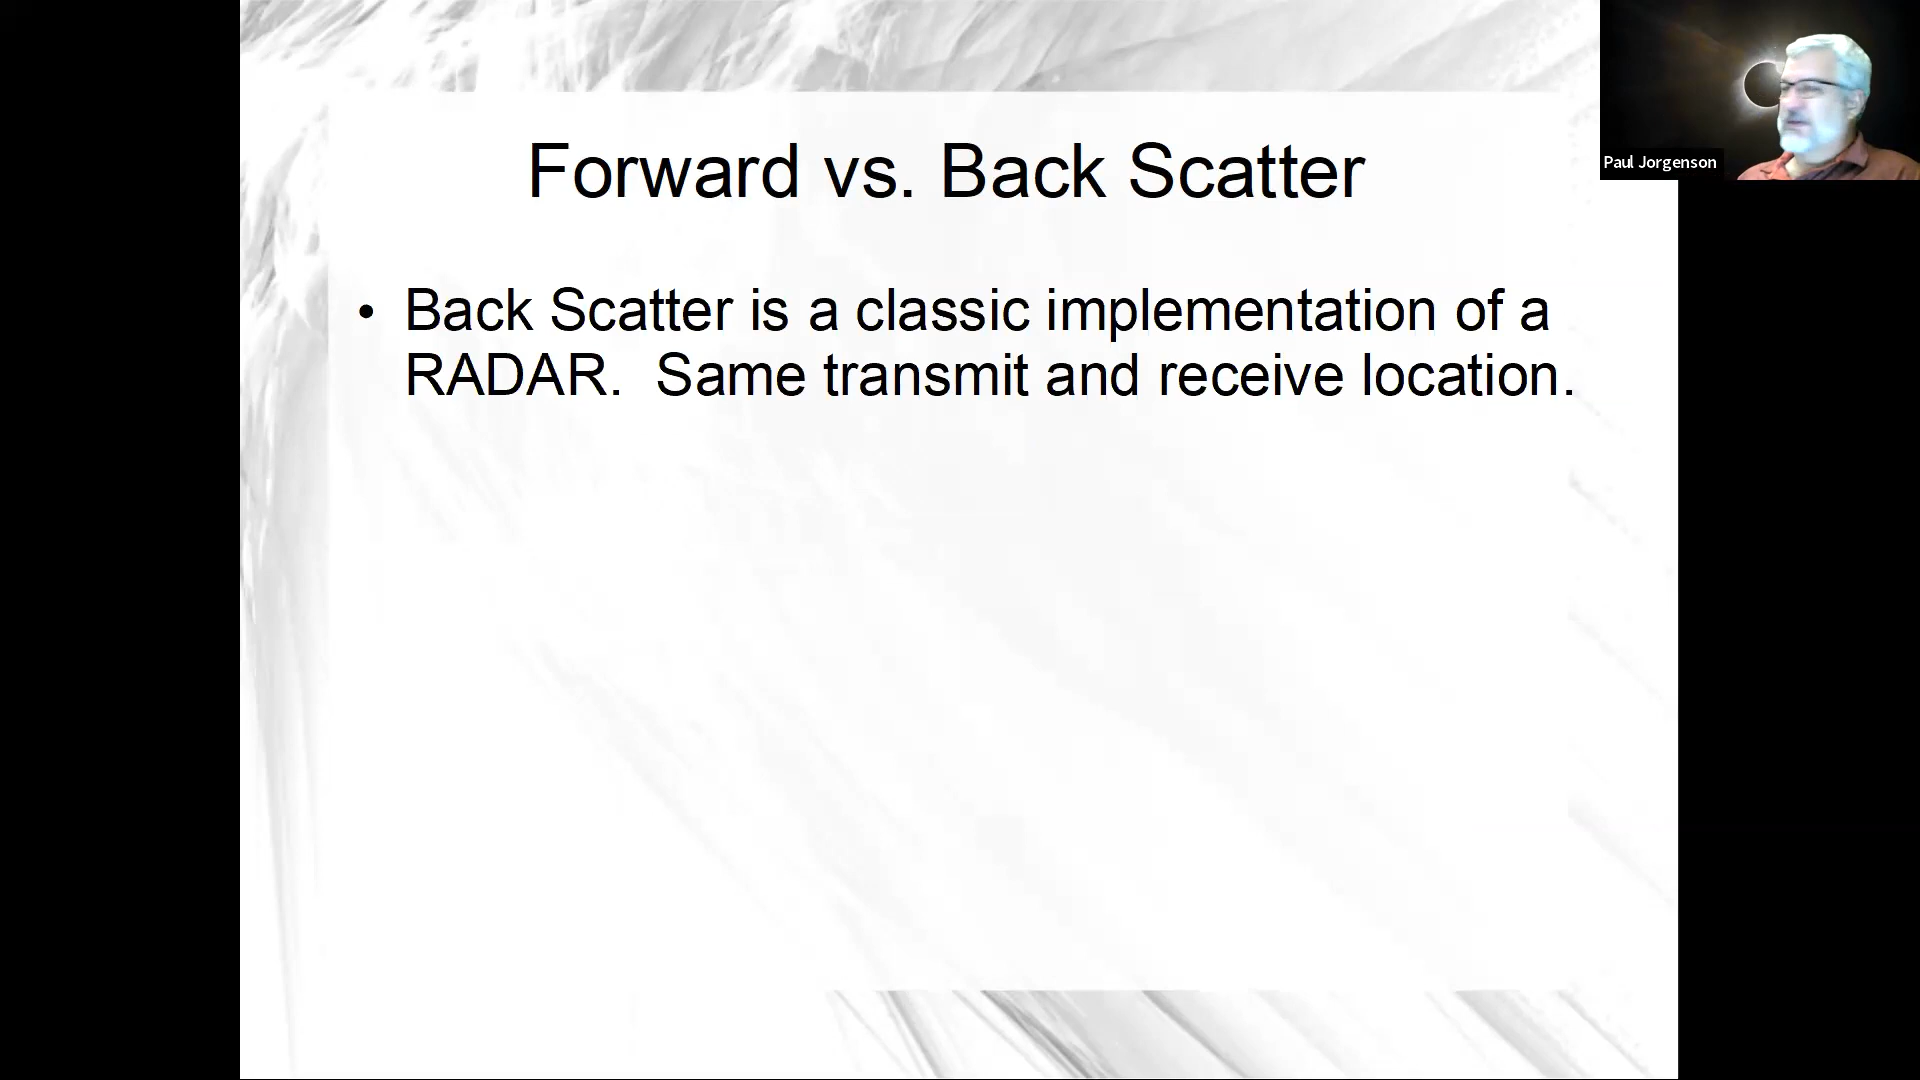 Forward vs. Back Scatter
• Back Scatter is a classic implementation of a
RADAR.  Same transmit and receive location.
Paul Jorgenson